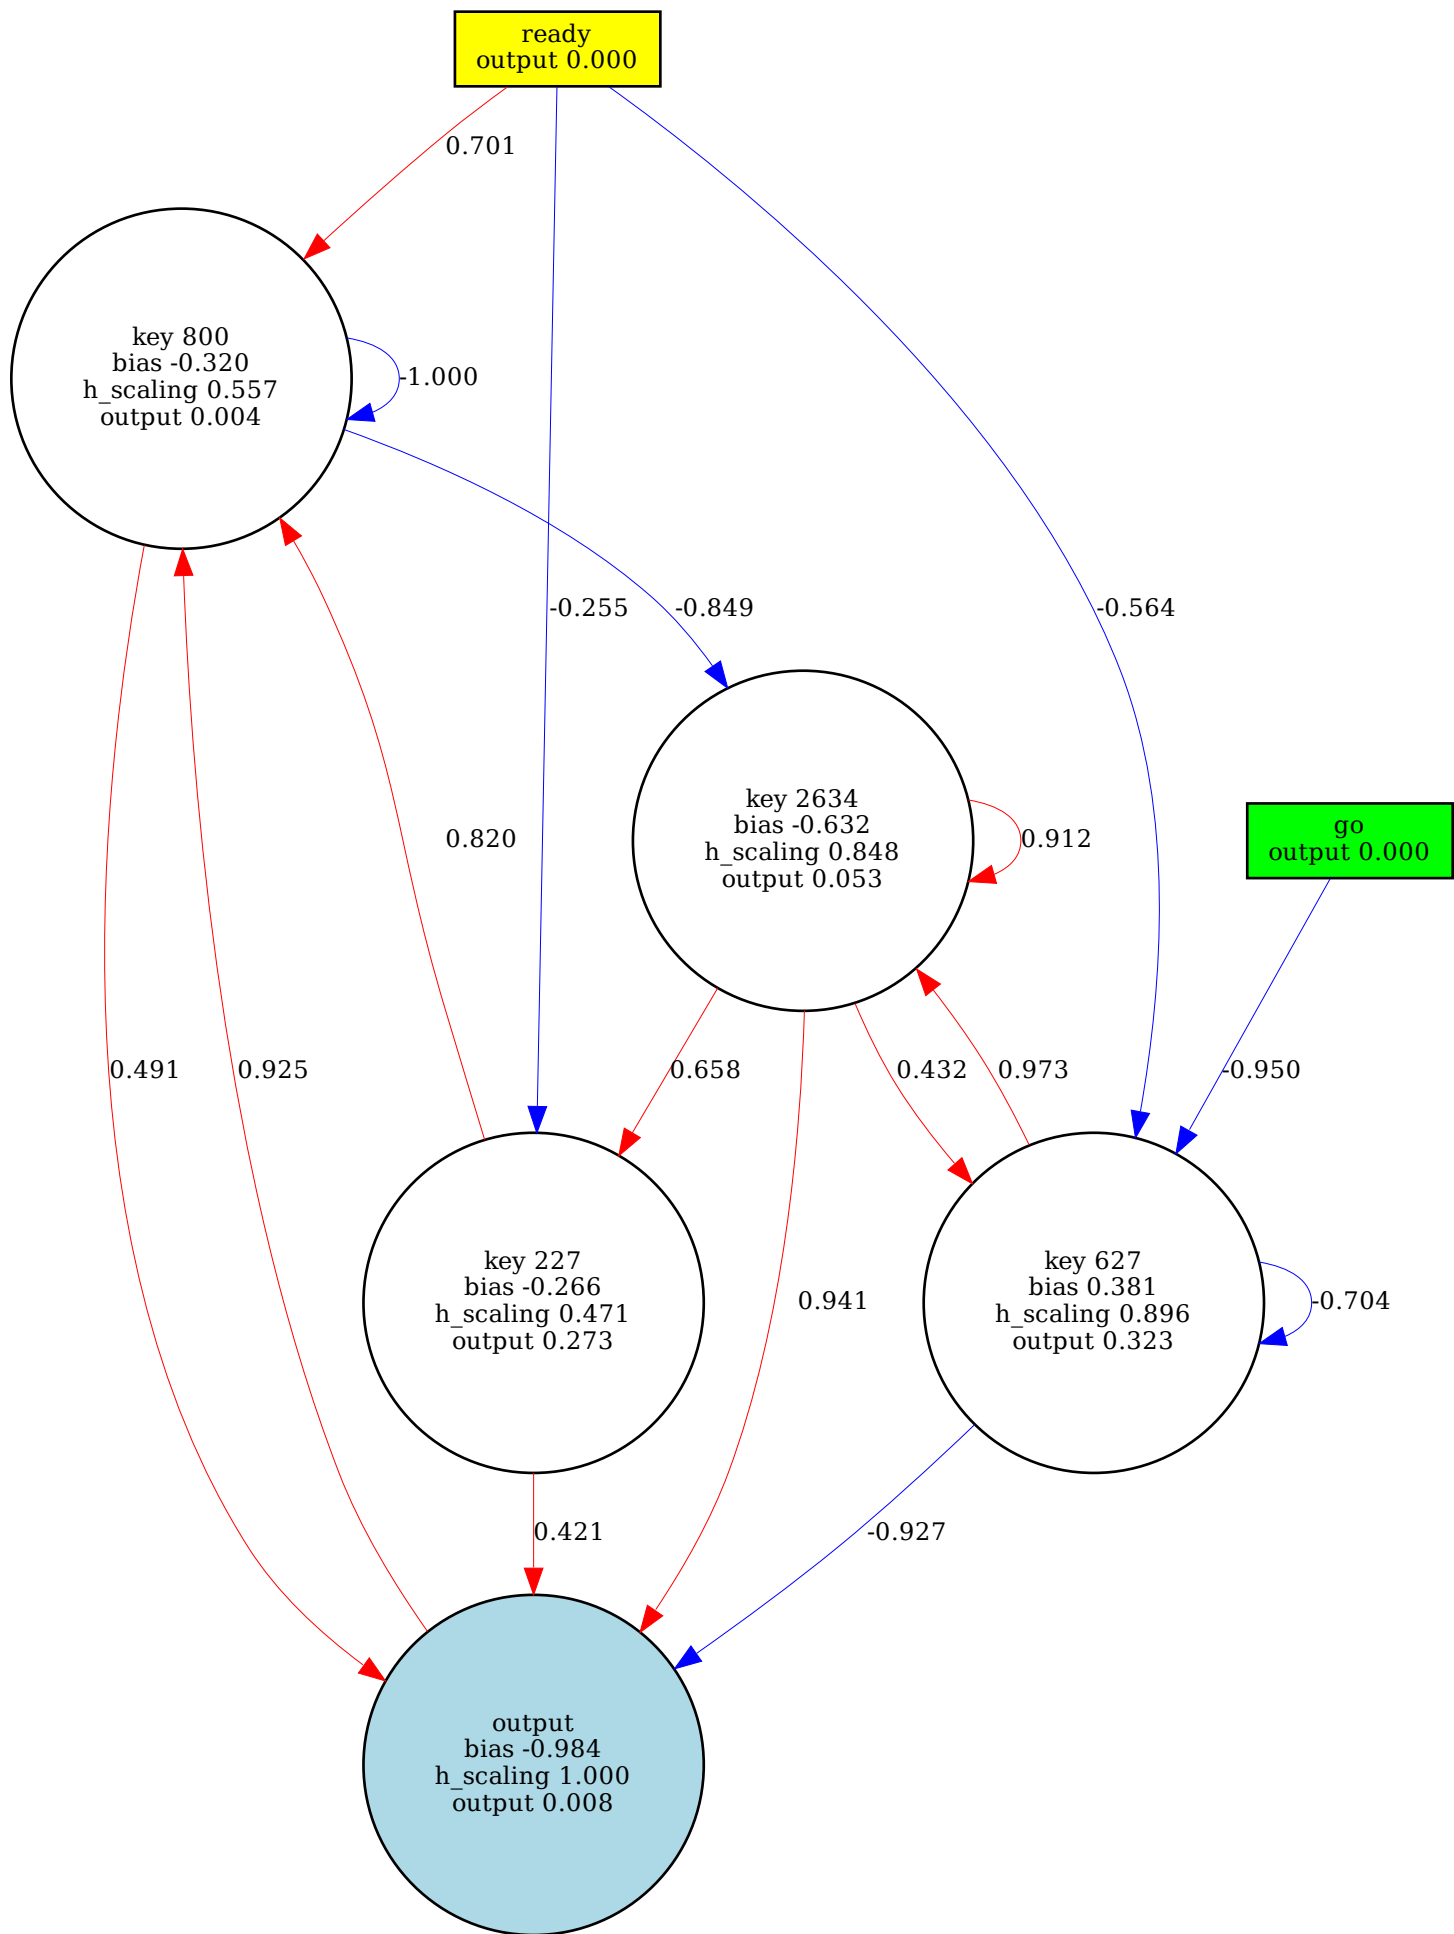 ready
output 0.000
0.701
key 800
bias -0.320
h_scaling 0.557
output 0.004
-1.000
-0.255
-0.849
-0.564
key 2634
bias -0.632
h_scaling 0.848
output 0.053
0.912
go
output 0.000
0.820
0.491
0.925
0.658
0.432
0.973
-0.950
key 227
bias -0.266
h_scaling 0.471
output 0.273
0.941
key 627
bias 0.381
h_scaling 0.896
output 0.323
-0.704
0.421
-0.927
output
bias -0.984
h_scaling 1.000
output 0.008